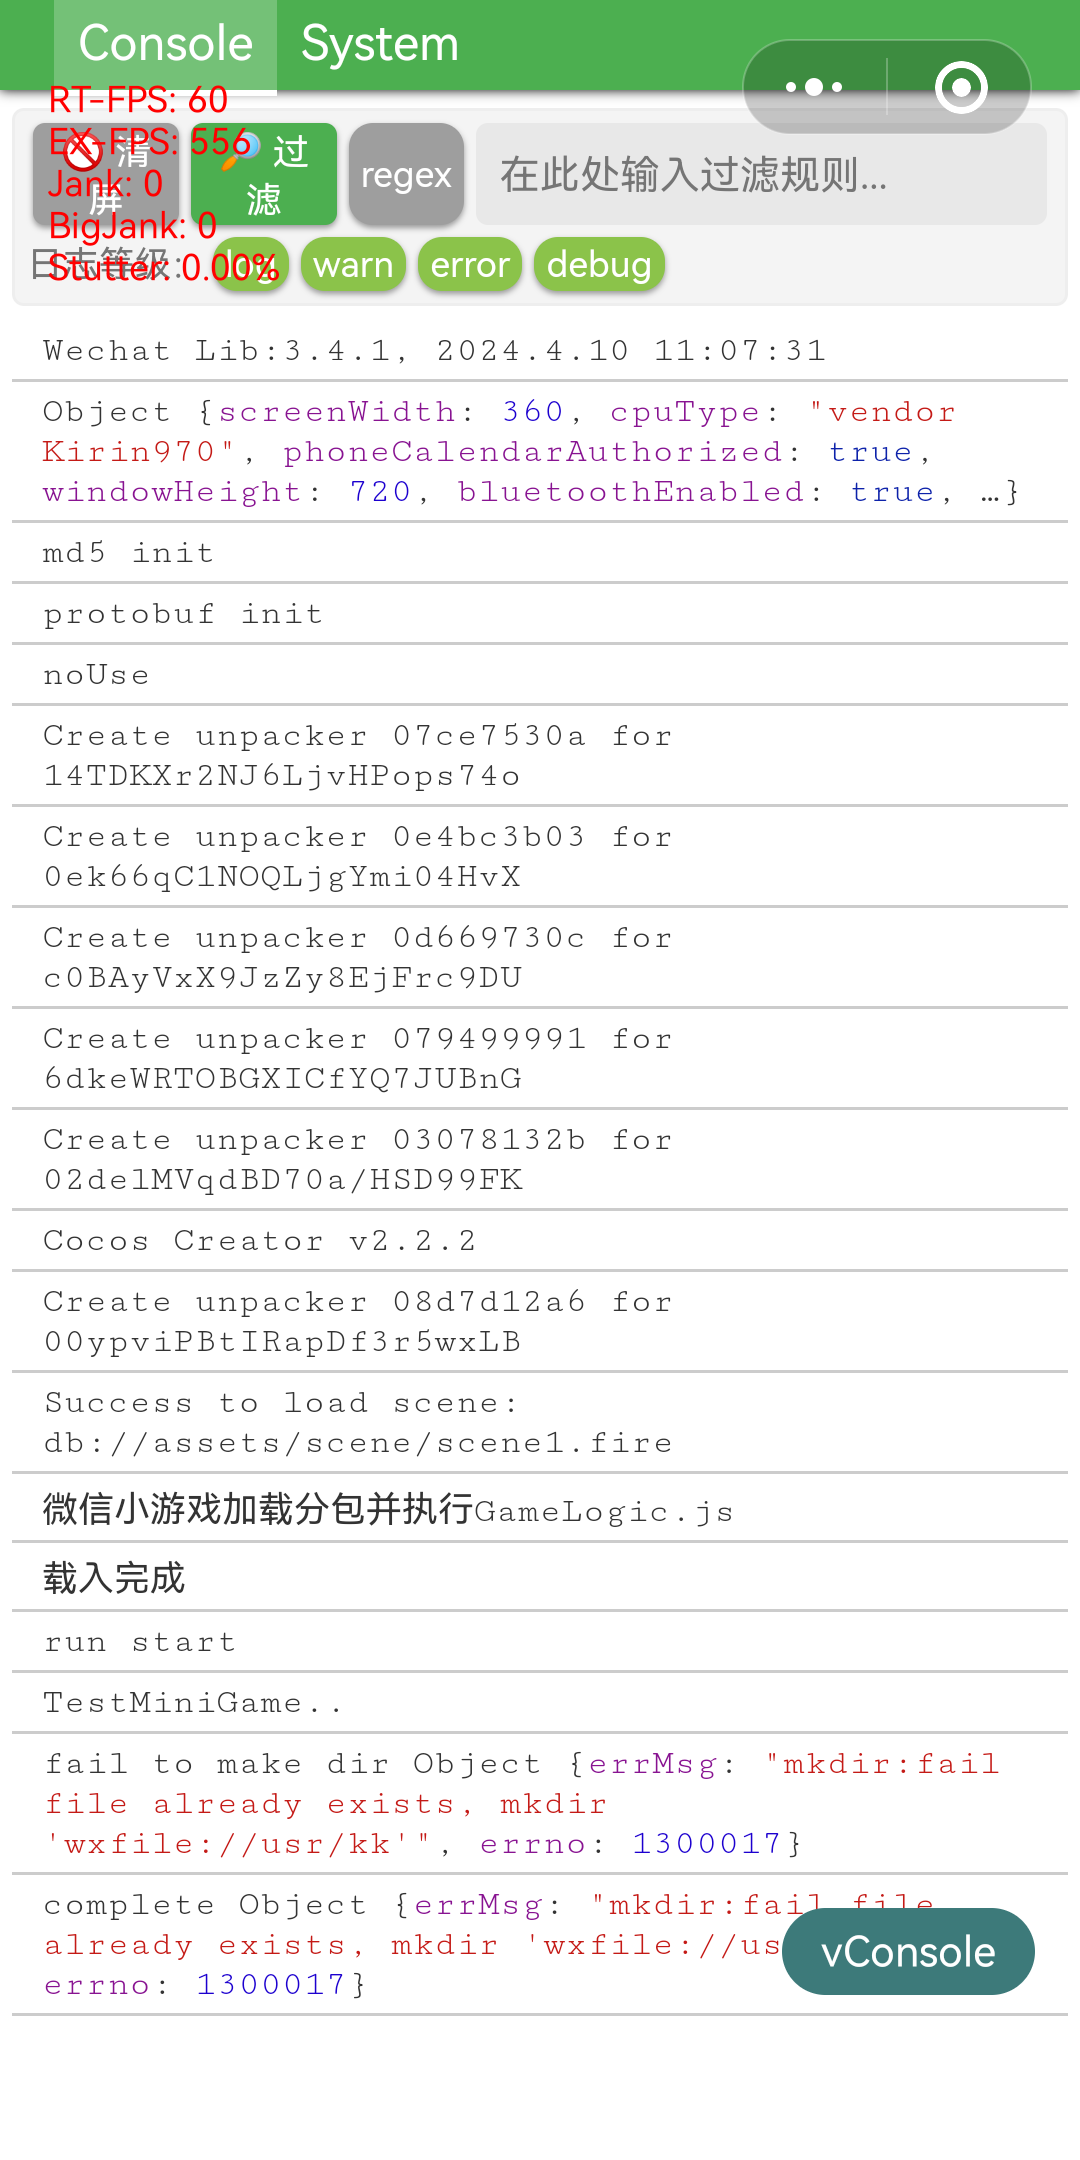 Console System
RT-FPS: 60
EX-FPS: 556
Jank: 0
BigJank: 0
Stutter: 0.00%
清屏
🔎 过滤
regex
在此处输入过滤规则...
日志等级:
log warn error debug
Wechat Lib:3.4.1, 2024.4.10 11:07:31
Object {screenWidth: 360, cpuType: "vendor
Kirin970", phoneCalendarAuthorized: true,
windowHeight: 720, bluetoothEnabled: true, …}
md5 init
protobuf init
noUse
Create unpacker 07ce7530a for
14TDKXr2NJ6LjvHPops74o
Create unpacker 0e4bc3b03 for
0ek66qC1NOQLjgYmi04HvX
Create unpacker 0d669730c for
c0BAyVxX9JzZy8EjFrc9DU
Create unpacker 079499991 for
6dkeWRTOBGXICfYQ7JUBnG
Create unpacker 03078132b for
02delMVqdBD70a/HSD99FK
Cocos Creator v2.2.2
Create unpacker 08d7d12a6 for
00ypviPBtIRapDf3r5wxLB
Success to load scene:
db://assets/scene/scene1.fire
微信小游戏加载分包并执行GameLogic.js
载入完成
run start
TestMiniGame..
fail to make dir Object {errMsg: "mkdir:fail
file already exists, mkdir
'wxfile://usr/kk'", errno: 1300017}
complete Object {errMsg: "mkdir:fail file
already exists, mkdir 'wxfile://us
errno: 1300017}
vConsole